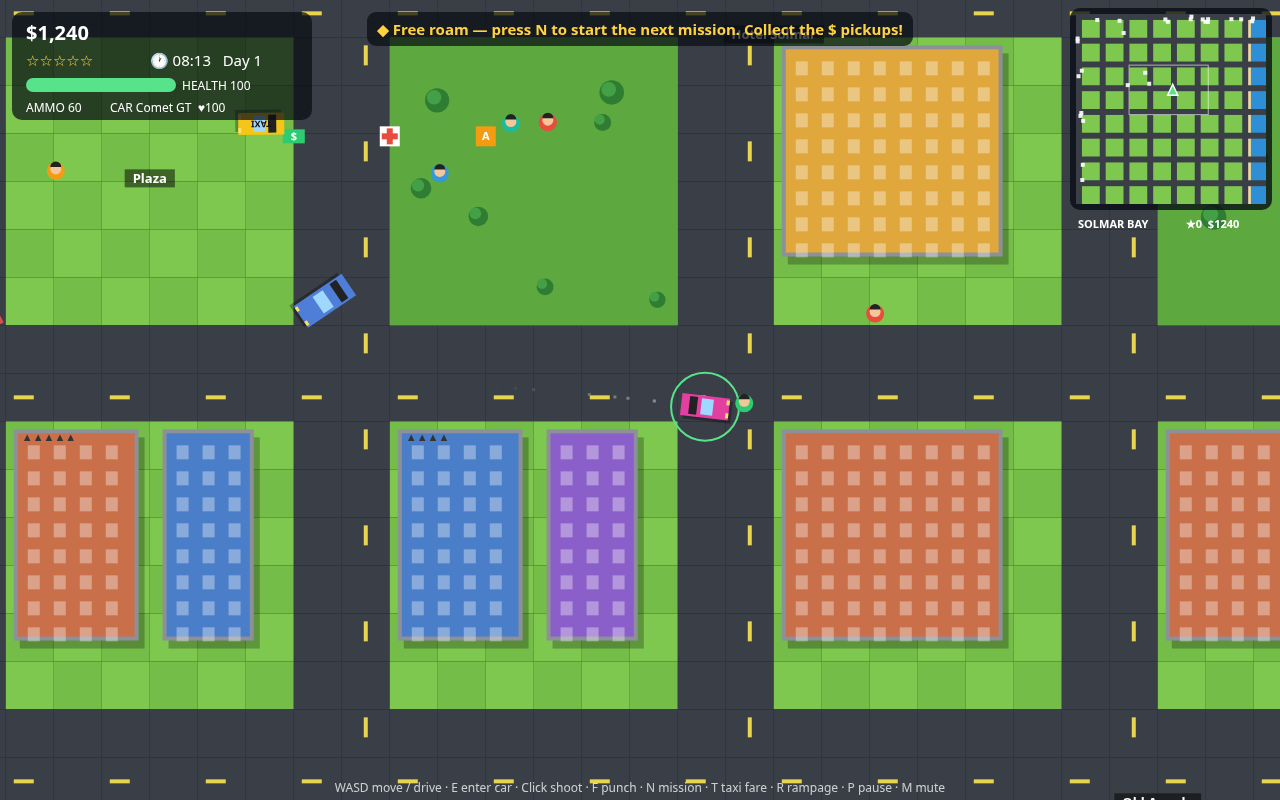 $1,240
☆☆☆☆☆ 🕐 08:13 Day 1
HEALTH 100
AMMO 60 CAR Comet GT ♥100
◆ Free roam — press N to start the next mission. Collect the $ pickups!
Hotel Solmar
TAXI
$
A
Plaza
SOLMAR BAY ★0 $1240
WASD move / drive · E enter car · Click shoot · F punch · N mission · T taxi fare · R rampage · P pause · M mute